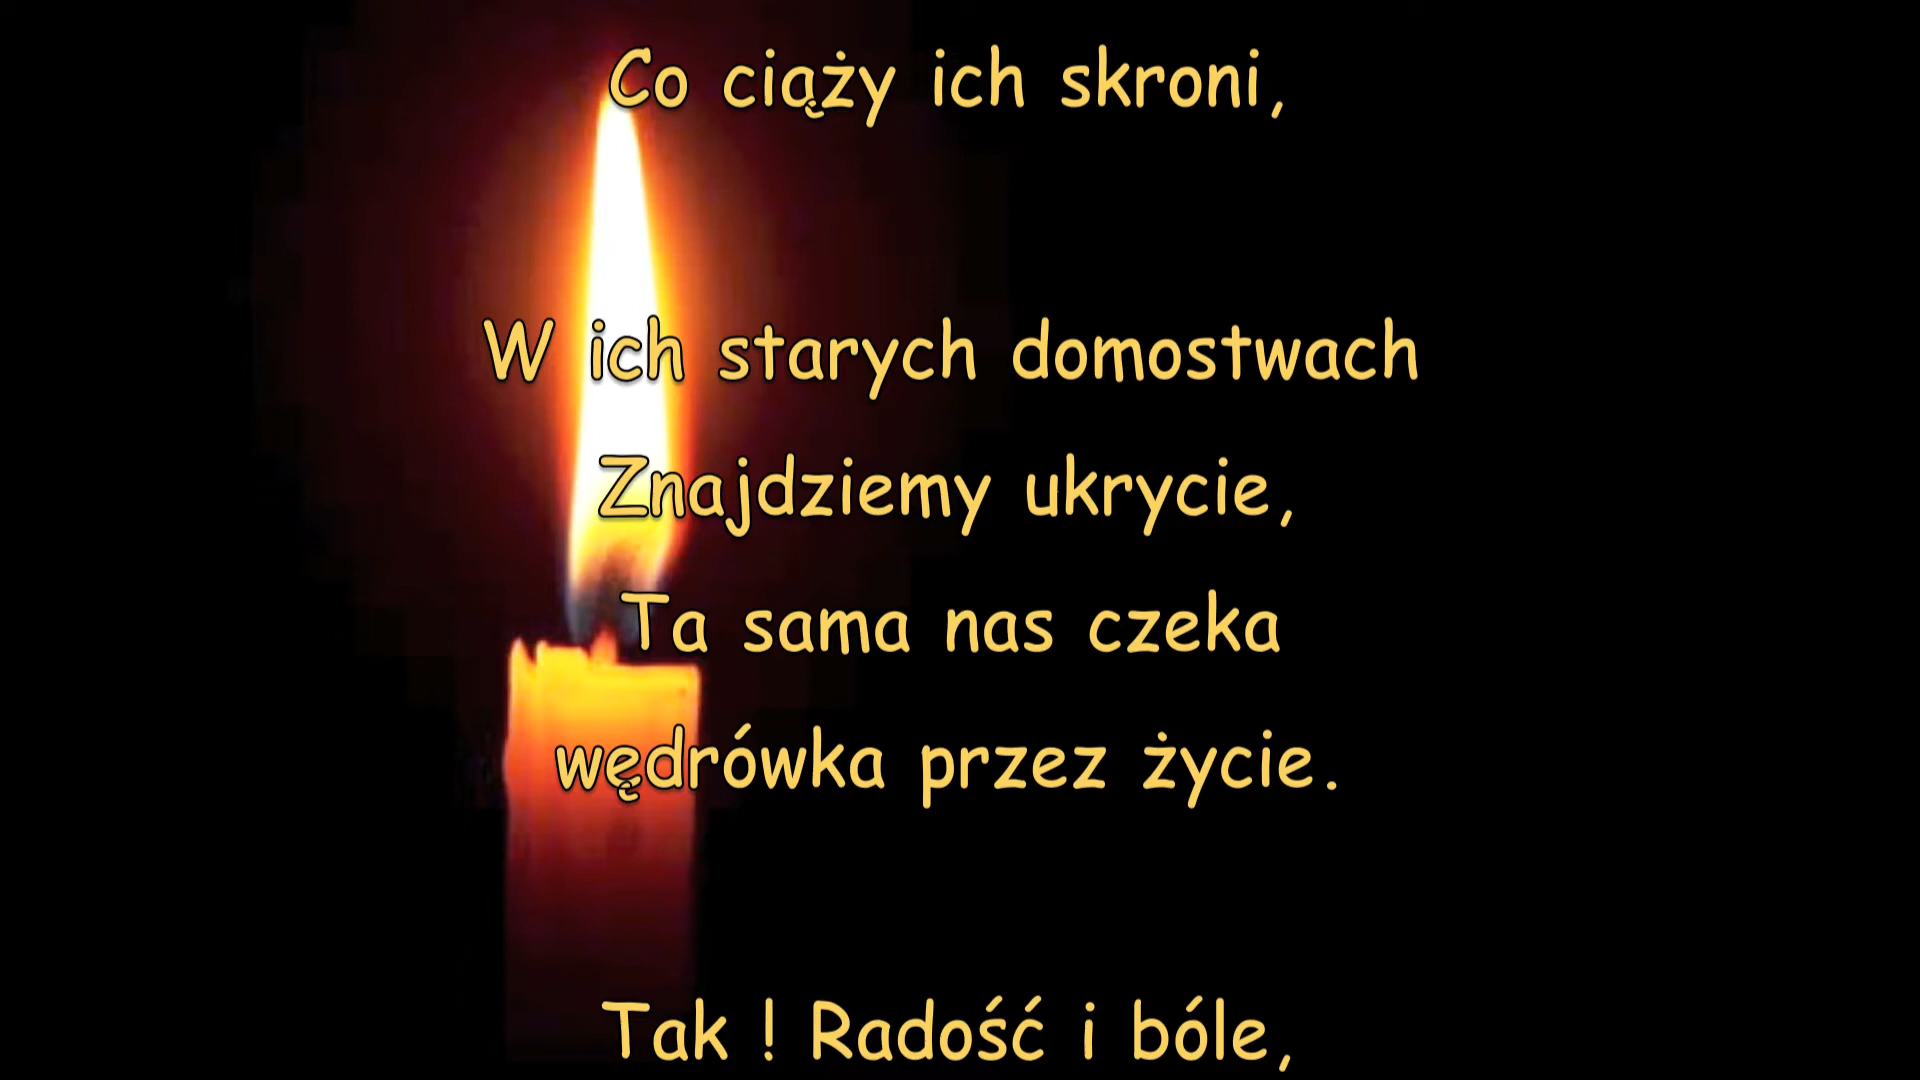 Co ciąży ich skroni,
W ich starych domostwach
Znajdziemy ukrycie,
Ta sama nas czeka
wędrówka przez życie.
Tak ! Radość i bóle,